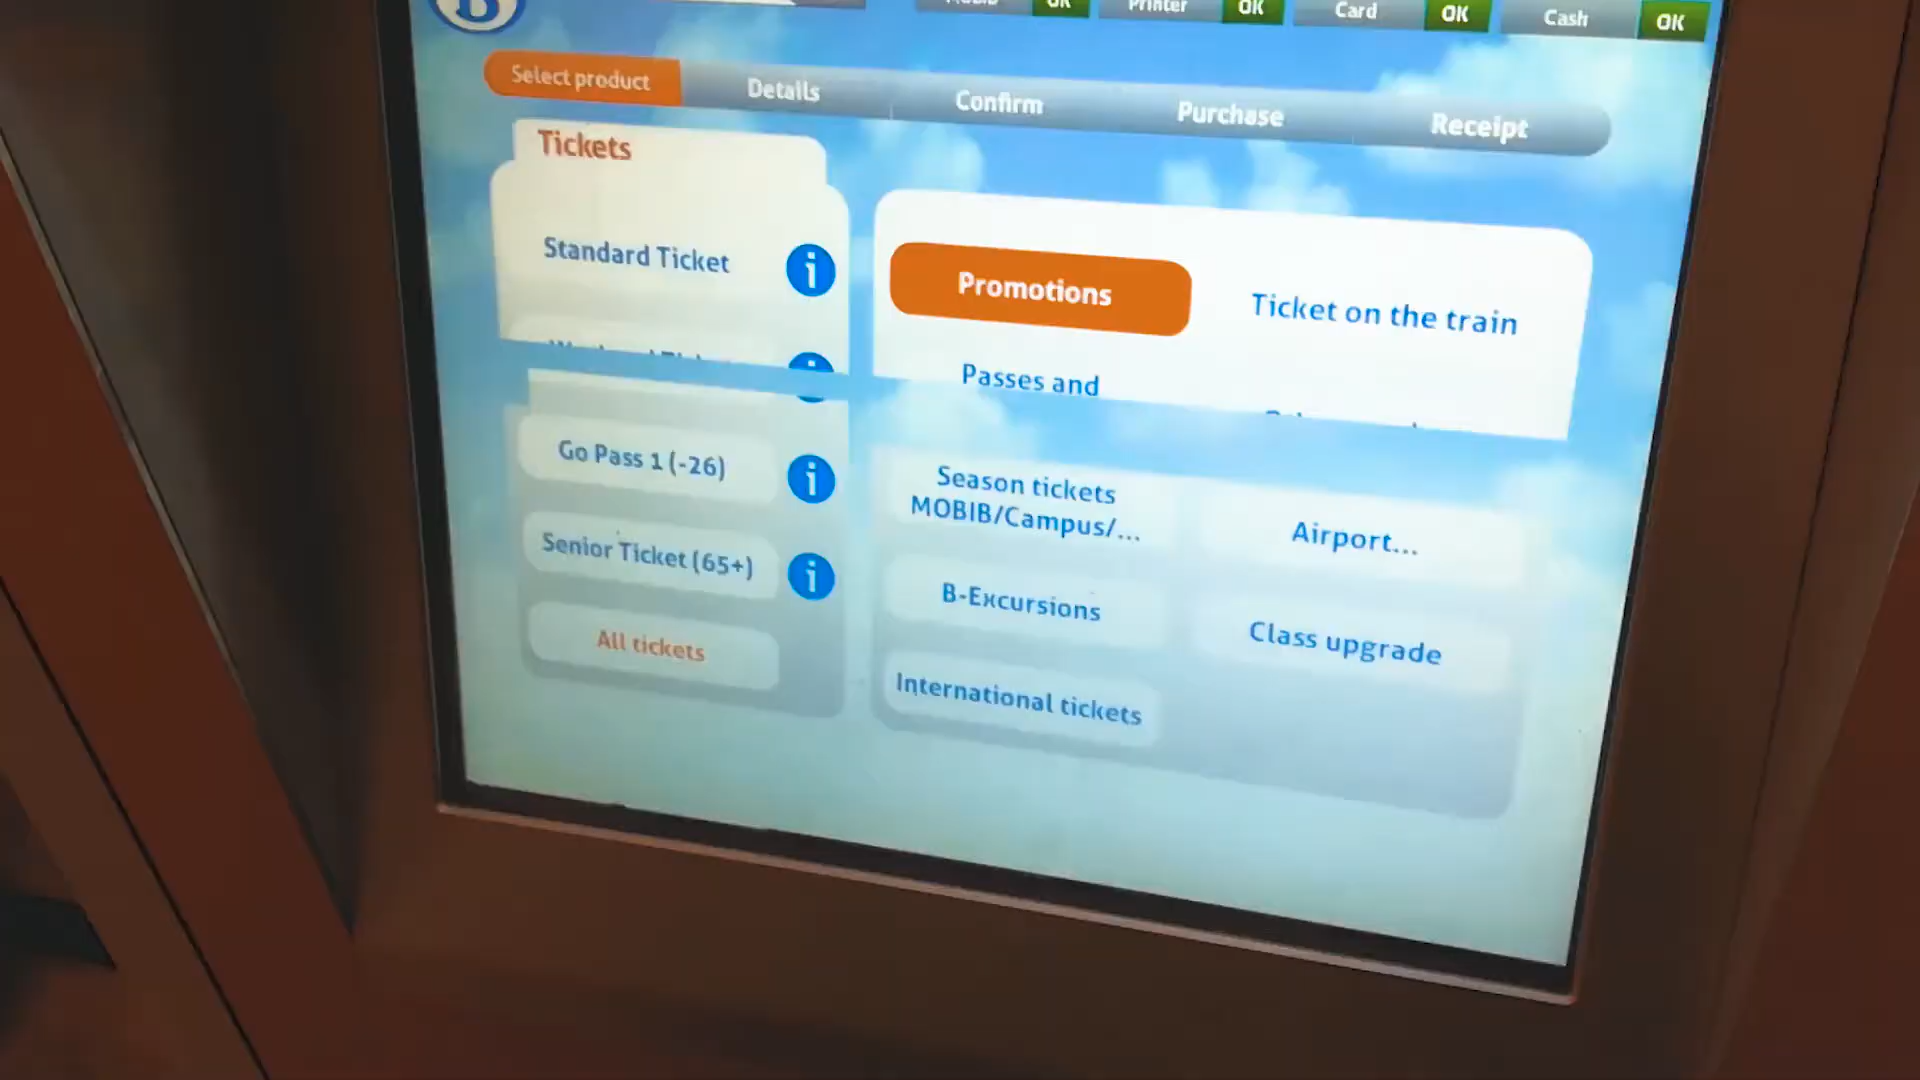 B
Printer OK
Card OK
Cash OK
Select product
Details
Confirm
Purchase
Receipt
Tickets
Standard Ticket
i
Promotions
Ticket on the train
Passes and
Go Pass 1 (-26)
i
Season tickets
MOBIB/Campus/...
Airport...
Senior Ticket (65+)
i
B-Excursions
Class upgrade
All tickets
International tickets